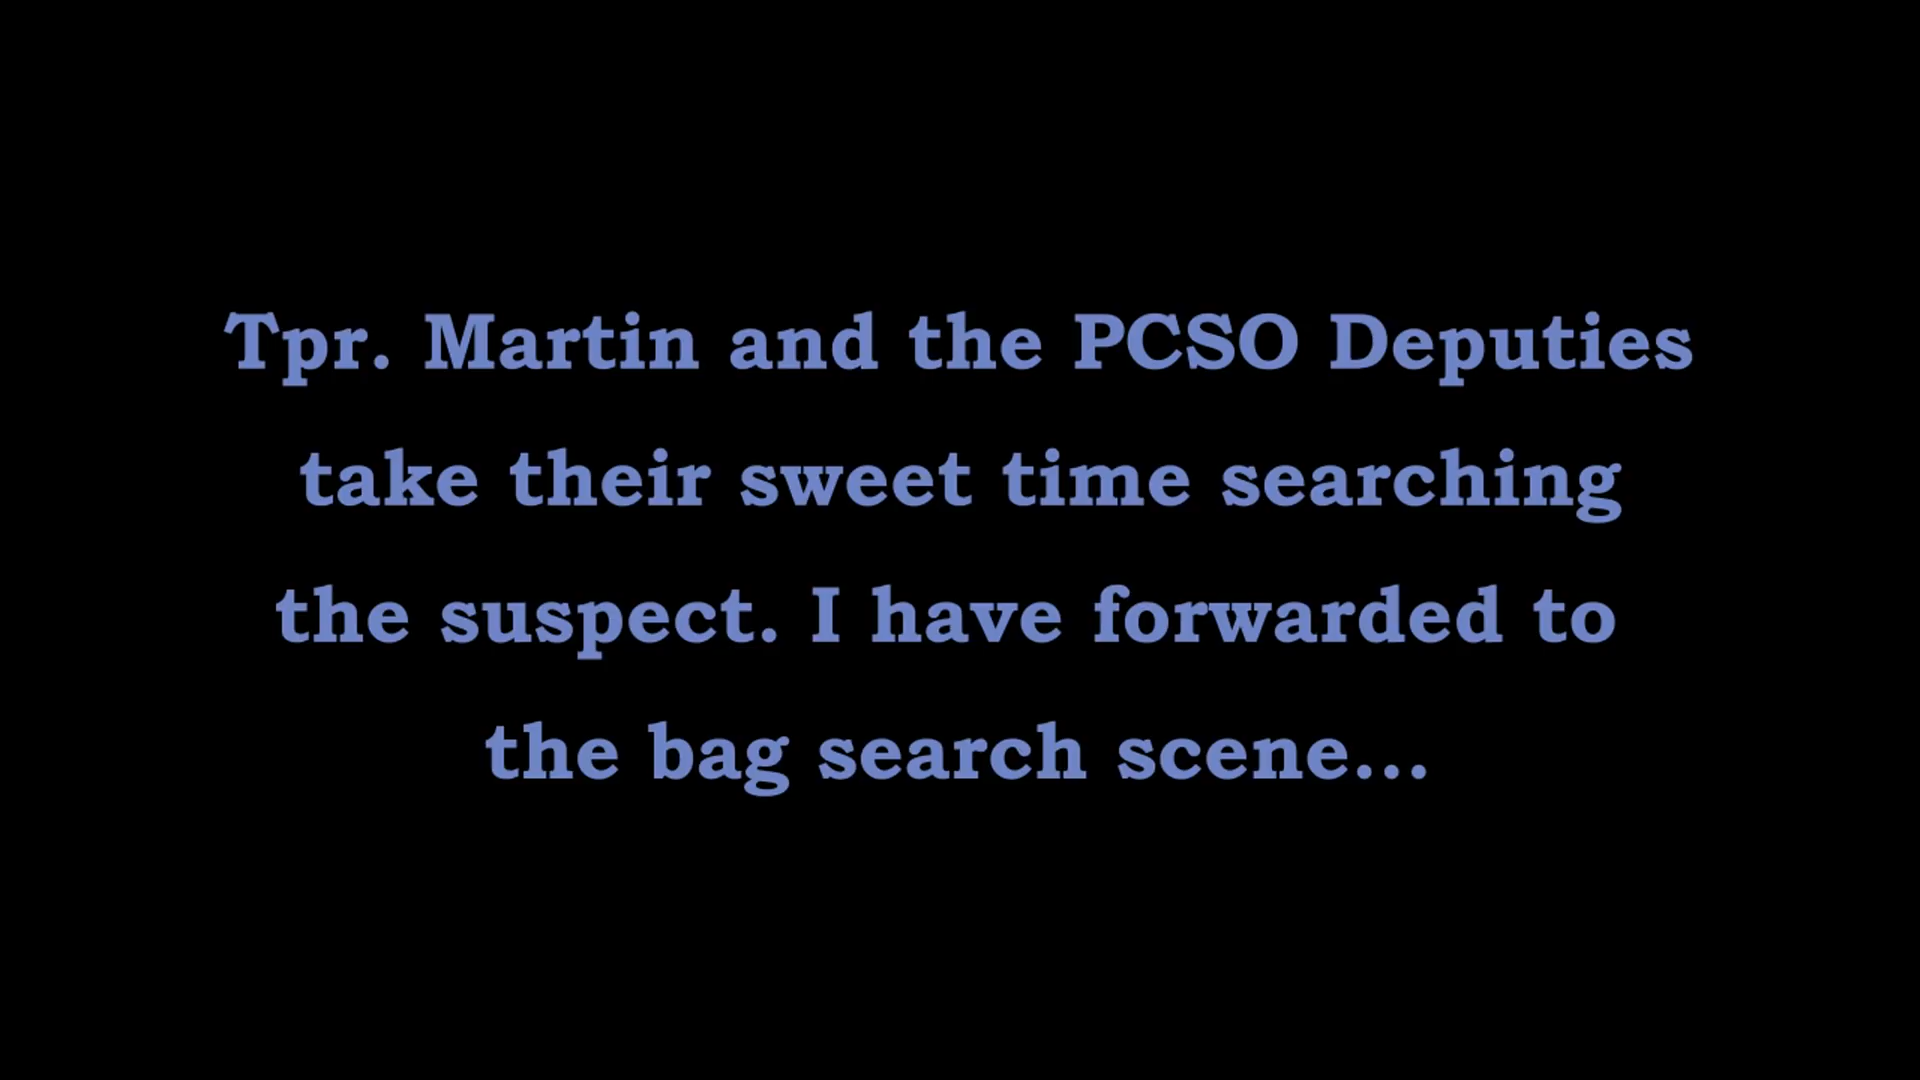 Tpr. Martin and the PCSO Deputies
take their sweet time searching
the suspect. I have forwarded to
the bag search scene...